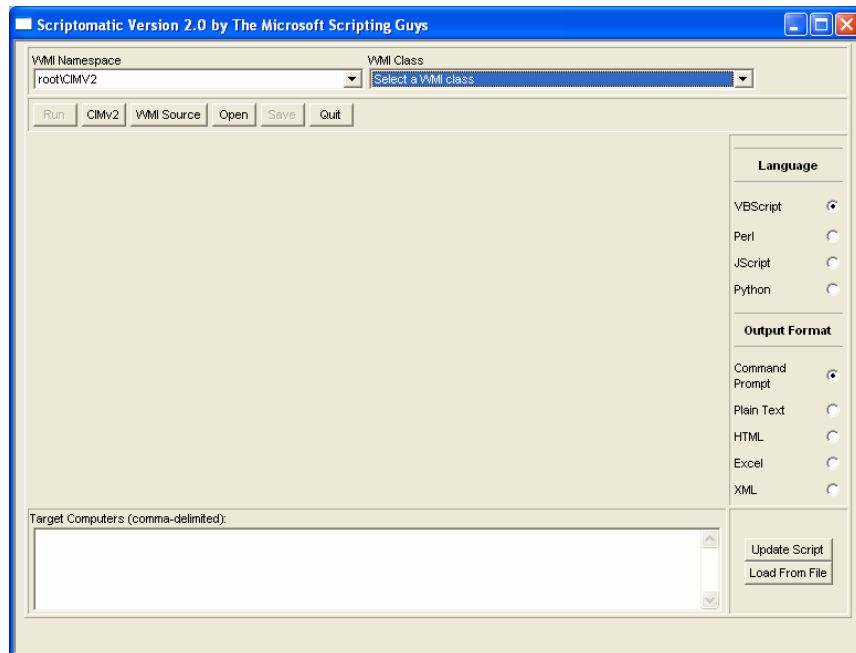 Scriptomatic Version 2.0 by The Microsoft Scripting Guys
WMI Namespace
WMI Class
root\CIMV2
Select a WMI class
Run
CIMv2
WMI Source
Open
Save
Quit
Language
VBScript
Perl
JScript
Python
Output Format
Command
Prompt
Plain Text
HTML
Excel
XML
Target Computers (comma-delimited):
Update Script
Load From File